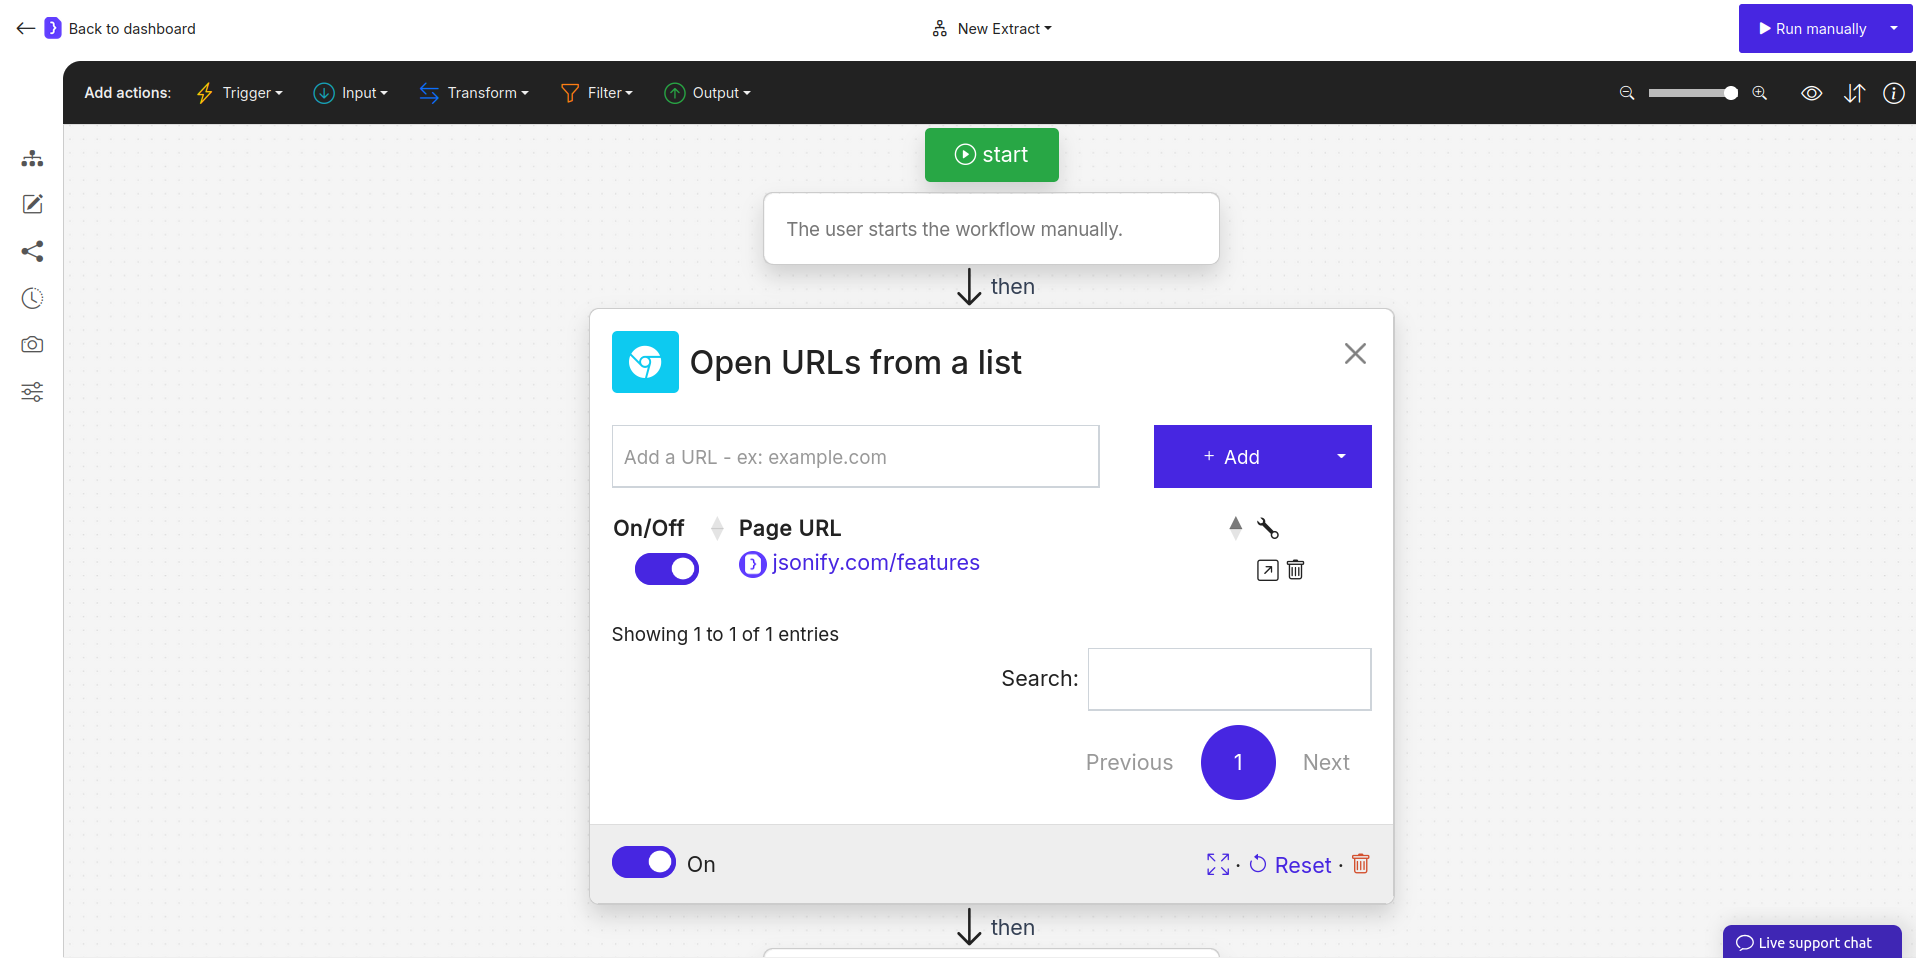 Back to dashboard
New Extract
Run manually
Add actions:
Trigger
Input
Transform
Filter
Output
start
The user starts the workflow manually.
then
Open URLs from a list
Add a URL - ex: example.com
+ Add
On/Off
Page URL
jsonify.com/features
Showing 1 to 1 of 1 entries
Search:
Previous
1
Next
On
· Reset ·
then
Live support chat